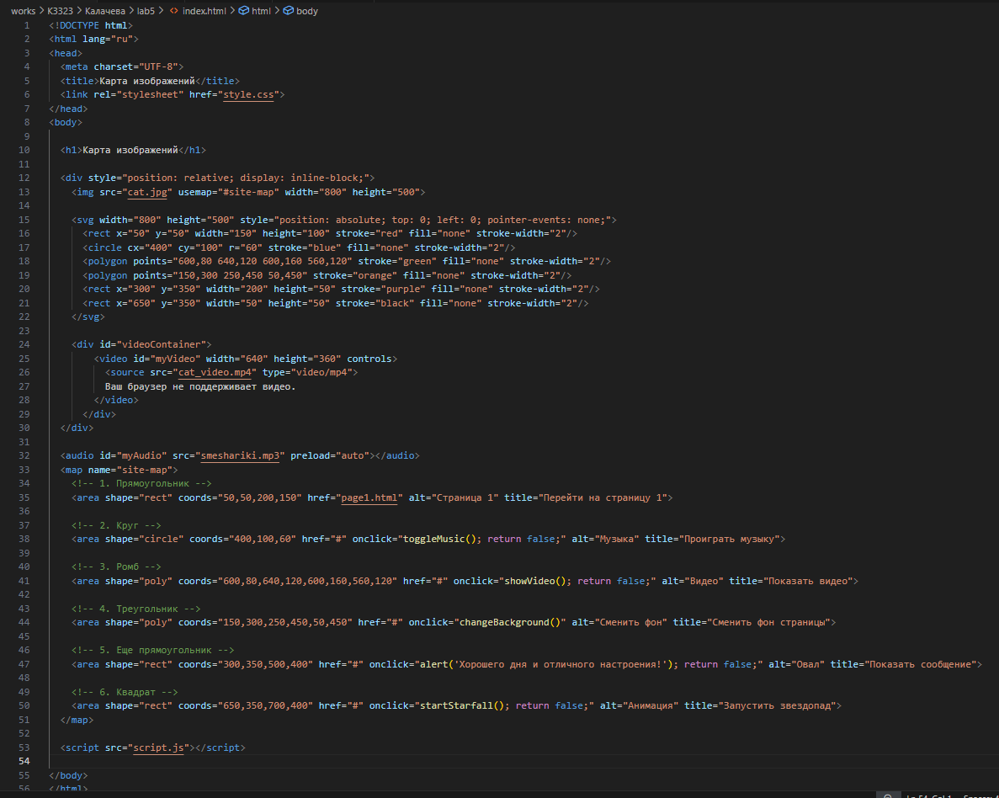 works > K3323 > Калачева > lab5 > <> index.html > html > body
1 <!DOCTYPE html>
2 <html lang="ru">
3 <head>
4 <meta charset="UTF-8">
5 <title>Карта изображений</title>
6 <link rel="stylesheet" href="style.css">
7 </head>
8 <body>
9
10 <h1>Карта изображений</h1>
11
12 <div style="position: relative; display: inline-block;">
13 <img src="cat.jpg" usemap="#site-map" width="800" height="500">
14
15 <svg width="800" height="500" style="position: absolute; top: 0; left: 0; pointer-events: none;">
16 <rect x="50" y="50" width="150" height="100" stroke="red" fill="none" stroke-width="2"/>
17 <circle cx="400" cy="100" r="60" stroke="blue" fill="none" stroke-width="2"/>
18 <polygon points="600,80 640,120 600,160 560,120" stroke="green" fill="none" stroke-width="2"/>
19 <polygon points="150,300 250,450 50,450" stroke="orange" fill="none" stroke-width="2"/>
20 <rect x="300" y="350" width="200" height="50" stroke="purple" fill="none" stroke-width="2"/>
21 <rect x="650" y="350" width="50" height="50" stroke="black" fill="none" stroke-width="2"/>
22 </svg>
23
24 <div id="videoContainer">
25 <video id="myVideo" width="640" height="360" controls>
26 <source src="cat_video.mp4" type="video/mp4">
27 Ваш браузер не поддерживает видео.
28 </video>
29 </div>
30 </div>
31
32 <audio id="myAudio" src="smeshariki.mp3" preload="auto"></audio>
33 <map name="site-map">
34 <!-- 1. Прямоугольник -->
35 <area shape="rect" coords="50,50,200,150" href="page1.html" alt="Страница 1" title="Перейти на страницу 1">
36
37 <!-- 2. Круг -->
38 <area shape="circle" coords="400,100,60" href="#" onclick="toggleMusic(); return false;" alt="Музыка" title="Проиграть музыку">
39
40 <!-- 3. Ромб -->
41 <area shape="poly" coords="600,80,640,120,600,160,560,120" href="#" onclick="showVideo(); return false;" alt="Видео" title="Показать видео">
42
43 <!-- 4. Треугольник -->
44 <area shape="poly" coords="150,300,250,450,50,450" href="#" onclick="changeBackground()" alt="Сменить фон" title="Сменить фон страницы">
45
46 <!-- 5. Еще прямоугольник -->
47 <area shape="rect" coords="300,350,500,400" href="#" onclick="alert('Хорошего дня и отличного настроения!'); return false;" alt="Овал" title="Показать сообщение">
48
49 <!-- 6. Квадрат -->
50 <area shape="rect" coords="650,350,700,400" href="#" onclick="startStarfall(); return false;" alt="Анимация" title="Запустить звездопад">
51 </map>
52
53 <script src="script.js"></script>
54
55 </body>
56 </html>